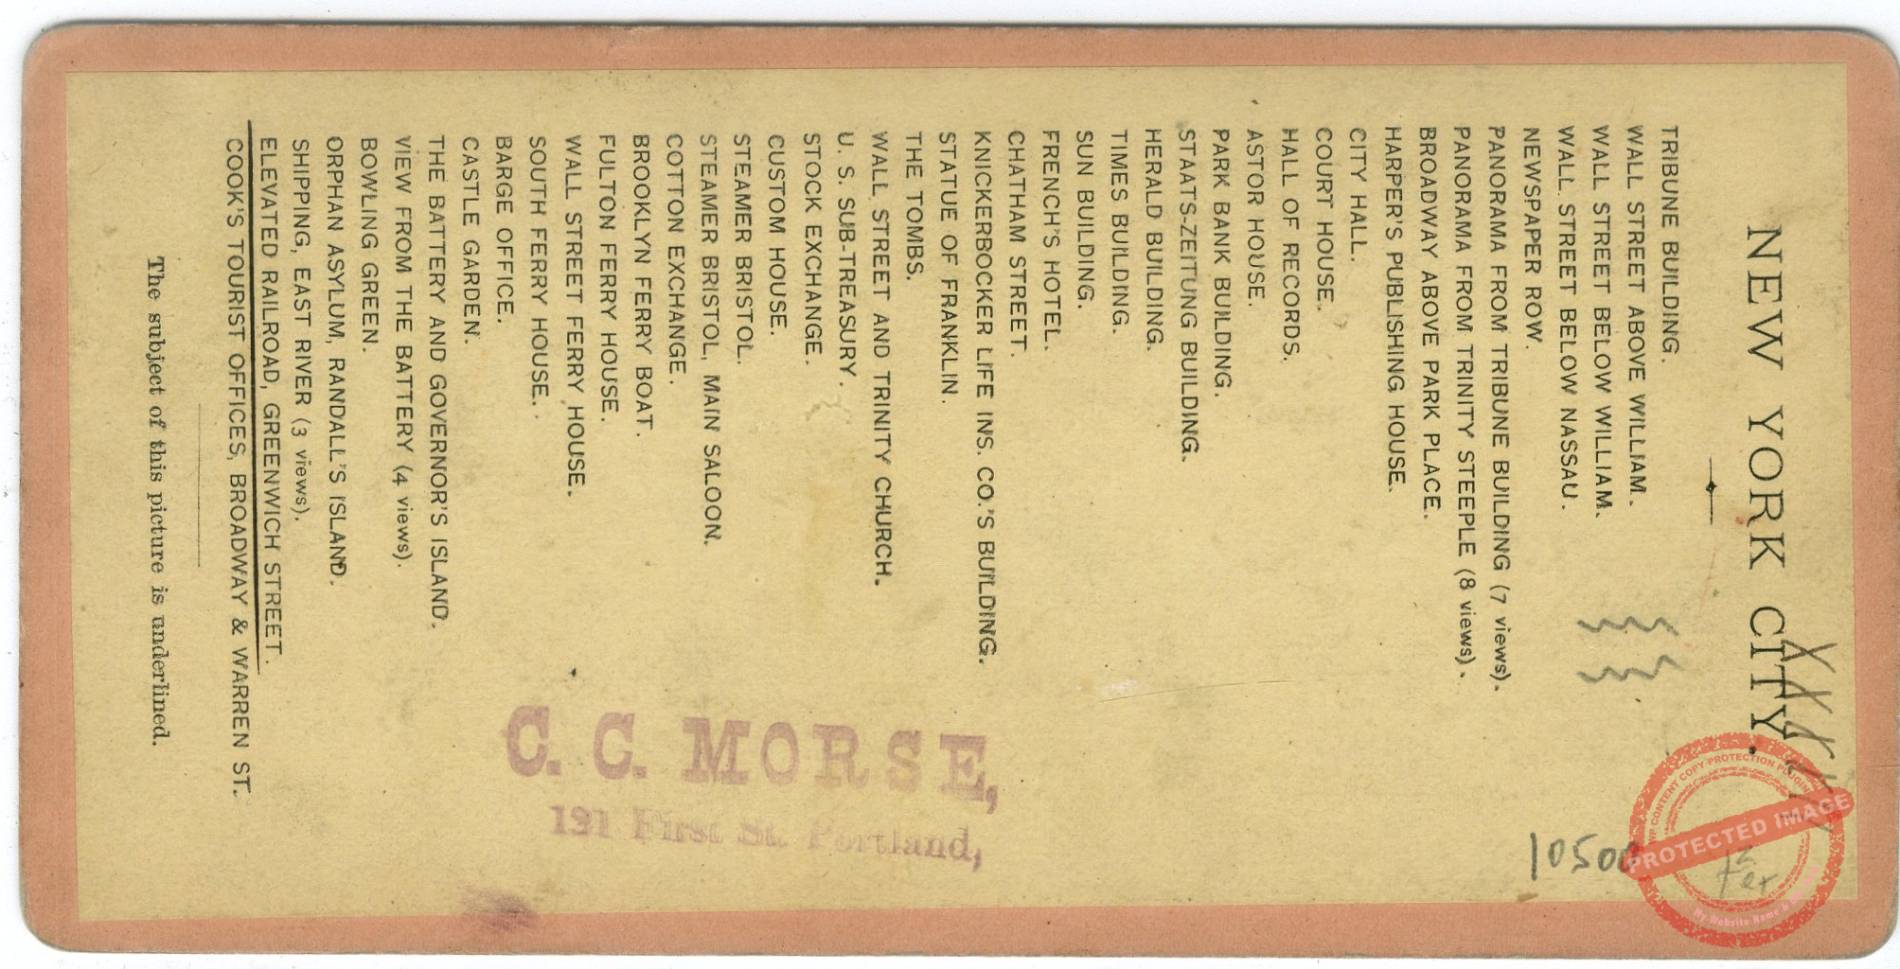 NEW YORK CITY.
TRIBUNE BUILDING.
WALL STREET ABOVE WILLIAM.
WALL STREET BELOW WILLIAM.
WALL STREET BELOW NASSAU.
NEWSPAPER ROW.
PANORAMA FROM TRIBUNE BUILDING (7 views).
PANORAMA FROM TRINITY STEEPLE (8 views).
BROADWAY ABOVE PARK PLACE.
HARPER'S PUBLISHING HOUSE.
CITY HALL.
COURT HOUSE.
HALL OF RECORDS.
ASTOR HOUSE.
PARK BANK BUILDING.
STAATS-ZEITUNG BUILDING.
HERALD BUILDING.
TIMES BUILDING.
SUN BUILDING.
FRENCH'S HOTEL.
CHATHAM STREET.
KNICKERBOCKER LIFE INS. CO.'S BUILDING.
STATUE OF FRANKLIN.
THE TOMBS.
WALL STREET AND TRINITY CHURCH.
U. S. SUB-TREASURY.
STOCK EXCHANGE.
CUSTOM HOUSE.
STEAMER BRISTOL.
STEAMER BRISTOL, MAIN SALOON.
COTTON EXCHANGE.
BROOKLYN FERRY BOAT.
FULTON FERRY HOUSE.
WALL STREET FERRY HOUSE.
SOUTH FERRY HOUSE.
BARGE OFFICE.
CASTLE GARDEN.
THE BATTERY AND GOVERNOR'S ISLAND.
VIEW FROM THE BATTERY (4 views).
BOWLING GREEN.
ORPHAN ASYLUM, RANDALL'S ISLAND.
SHIPPING, EAST RIVER (3 views).
ELEVATED RAILROAD, GREENWICH STREET.
COOK'S TOURIST OFFICES, BROADWAY & WARREN ST.
The subject of this picture is underlined.
C. C. MORSE,
191 First St. Portland,
PROTECTED IMAGE